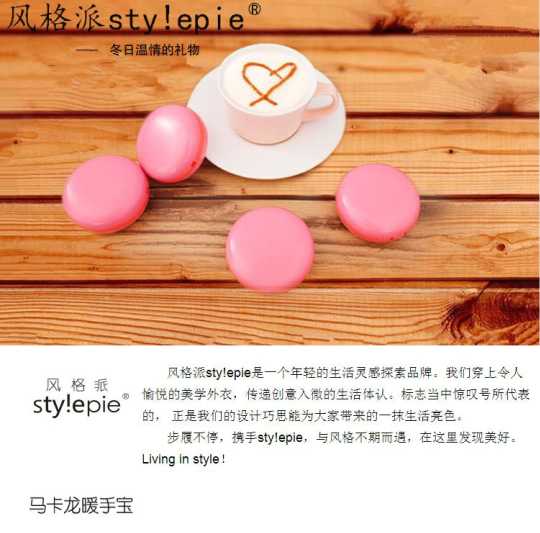 风格派sty!epie®
—— 冬日温情的礼物
风格派sty!epie是一个年轻的生活灵感探索品牌。我们穿上令人
愉悦的美学外衣，传递创意入微的生活体认。标志当中惊叹号所代表
的， 正是我们的设计巧思能为大家带来的一抹生活亮色。
步履不停，携手sty!epie，与风格不期而遇，在这里发现美好。
Living in style！
风格派
sty!epie®
马卡龙暖手宝